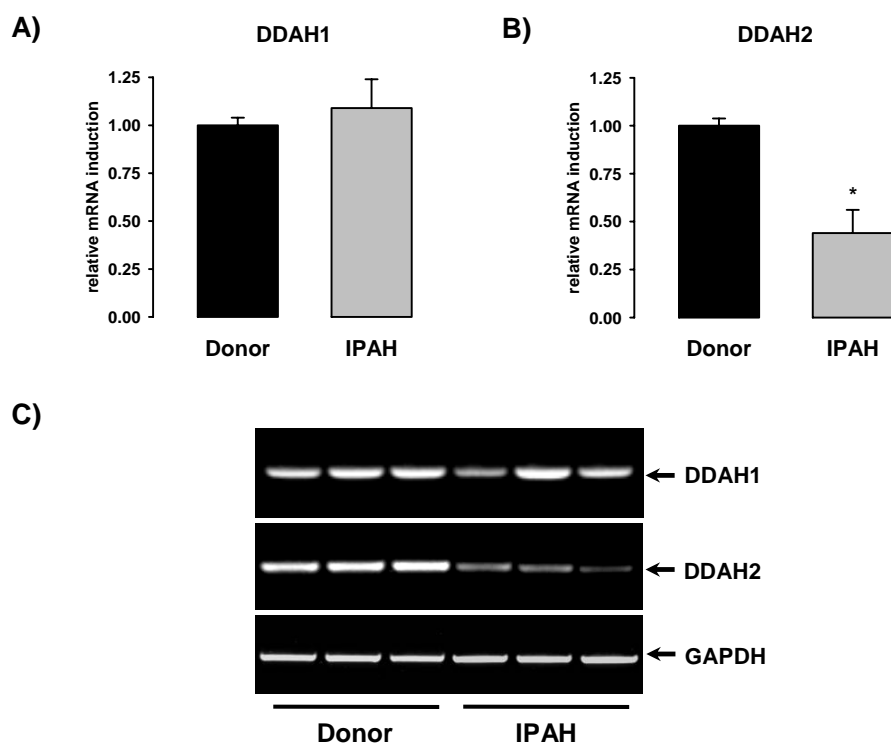 A)
DDAH1
relative mRNA induction
1.25
1.00
0.75
0.50
0.25
0.00
Donor
IPAH
B)
DDAH2
relative mRNA induction
1.25
1.00
0.75
0.50
0.25
0.00
*
Donor
IPAH
C)
DDAH1
DDAH2
GAPDH
Donor
IPAH